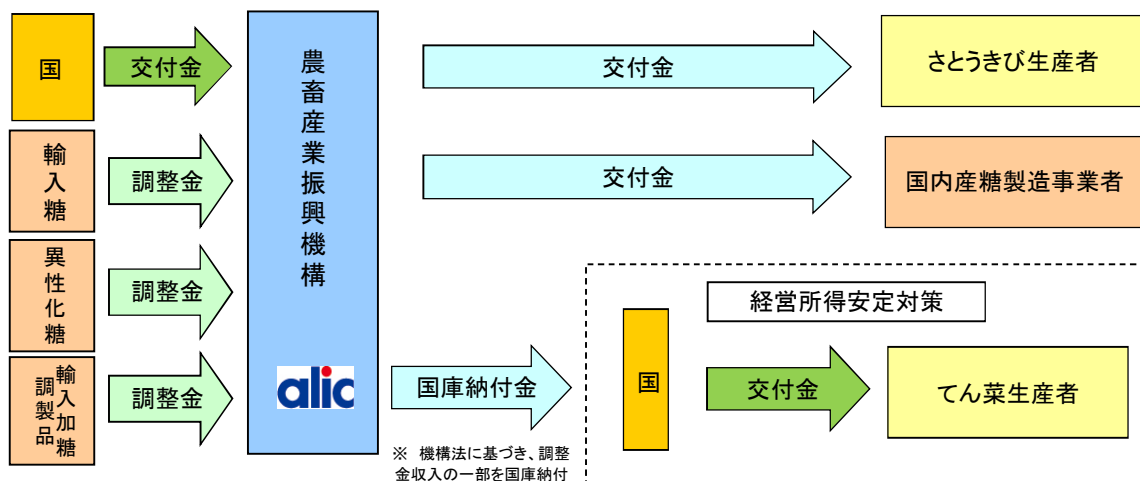 国
交付金
輸入糖
調整金
異性化糖
調整金
輸入加糖
調製品
調整金
農畜産業振興機構
alic
交付金
さとうきび生産者
交付金
国内産糖製造事業者
国庫納付金
※ 機構法に基づき、調整
金収入の一部を国庫納付
経営所得安定対策
国
交付金
てん菜生産者